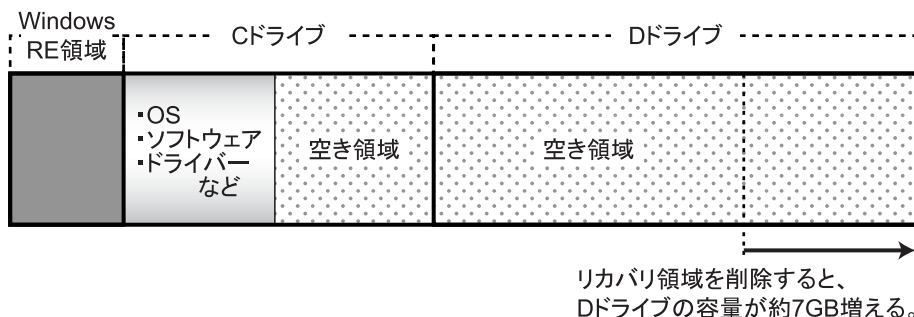 Windows
RE領域
Cドライブ
Dドライブ
・OS
・ソフトウェア
・ドライバー
など
空き領域
空き領域
リカバリ領域を削除すると、
Dドライブの容量が約7GB増える。